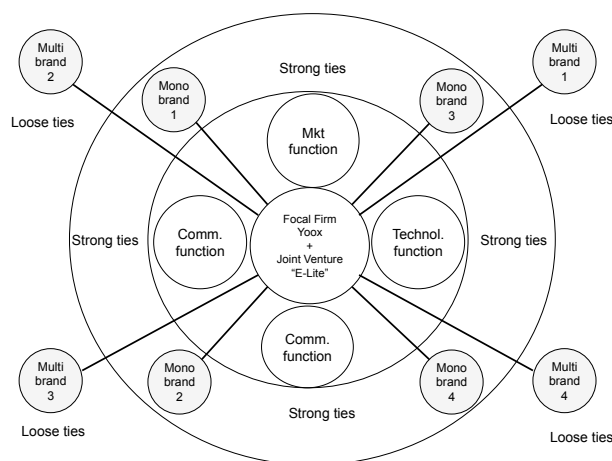 Multi
brand
2
Multi
brand
1
Strong ties
Mono
brand
1
Mono
brand
3
Loose ties
Loose ties
Mkt
function
Strong ties
Comm.
function
Focal Firm
Yoox
+
Joint Venture
“E-Lite”
Technol.
function
Strong ties
Comm.
function
Multi
brand
3
Mono
brand
2
Mono
brand
4
Multi
brand
4
Strong ties
Loose ties
Loose ties